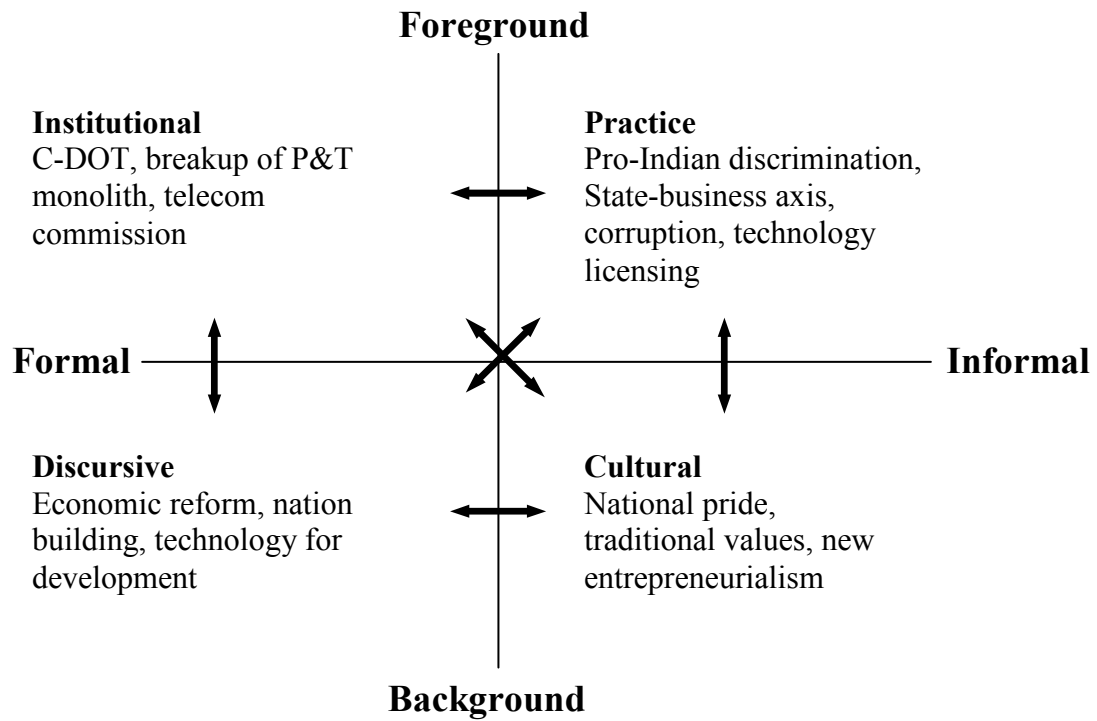 Foreground
Institutional
C-DOT, breakup of P&T
monolith, telecom
commission
Practice
Pro-Indian discrimination,
State-business axis,
corruption, technology
licensing
Formal
Informal
Discursive
Economic reform, nation
building, technology for
development
Cultural
National pride,
traditional values, new
entrepreneurialism
Background